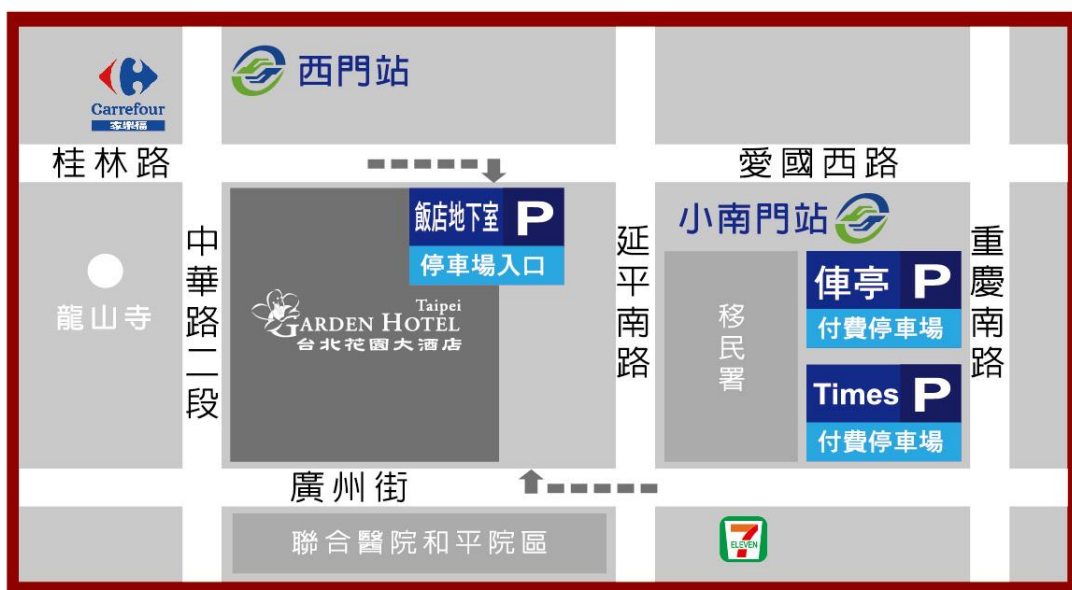 Carrefour
家樂福
西門站
桂林路
愛國西路
飯店地下室 P
停車場入口
小南門站
中華路二段
延平南路
重慶南路
龍山寺
Taipei
GARDEN HOTEL
台北花園大酒店
移民署
俥亭 P
付費停車場
Times P
付費停車場
廣州街
聯合醫院和平院區
7
ELEVEN